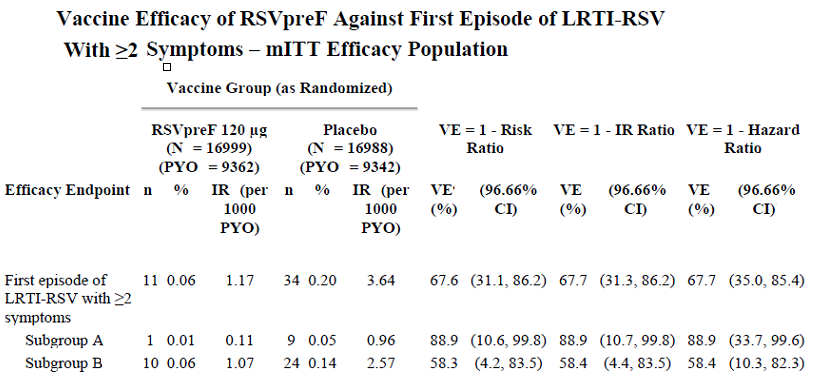 Vaccine Efficacy of RSVpreF Against First Episode of LRTI-RSV
With ≥2 Symptoms – mITT Efficacy Population
Vaccine Group (as Randomized)
RSVpreF 120 µg Placebo VE = 1 - Risk VE = 1 - IR Ratio VE = 1 - Hazard
(N = 16999) (N = 16988) Ratio Ratio
(PYO = 9362) (PYO = 9342)
Efficacy Endpoint n % IR (per n % IR (per VE' (96.66% VE (96.66% VE (96.66%
1000 1000 (%) CI) (%) CI) (%) CI)
PYO) PYO)
First episode of 11 0.06 1.17 34 0.20 3.64 67.6 (31.1, 86.2) 67.7 (31.3, 86.2) 67.7 (35.0, 85.4)
LRTI-RSV with ≥2
symptoms
Subgroup A 1 0.01 0.11 9 0.05 0.96 88.9 (10.6, 99.8) 88.9 (10.7, 99.8) 88.9 (33.7, 99.6)
Subgroup B 10 0.06 1.07 24 0.14 2.57 58.3 (4.2, 83.5) 58.4 (4.4, 83.5) 58.4 (10.3, 82.3)